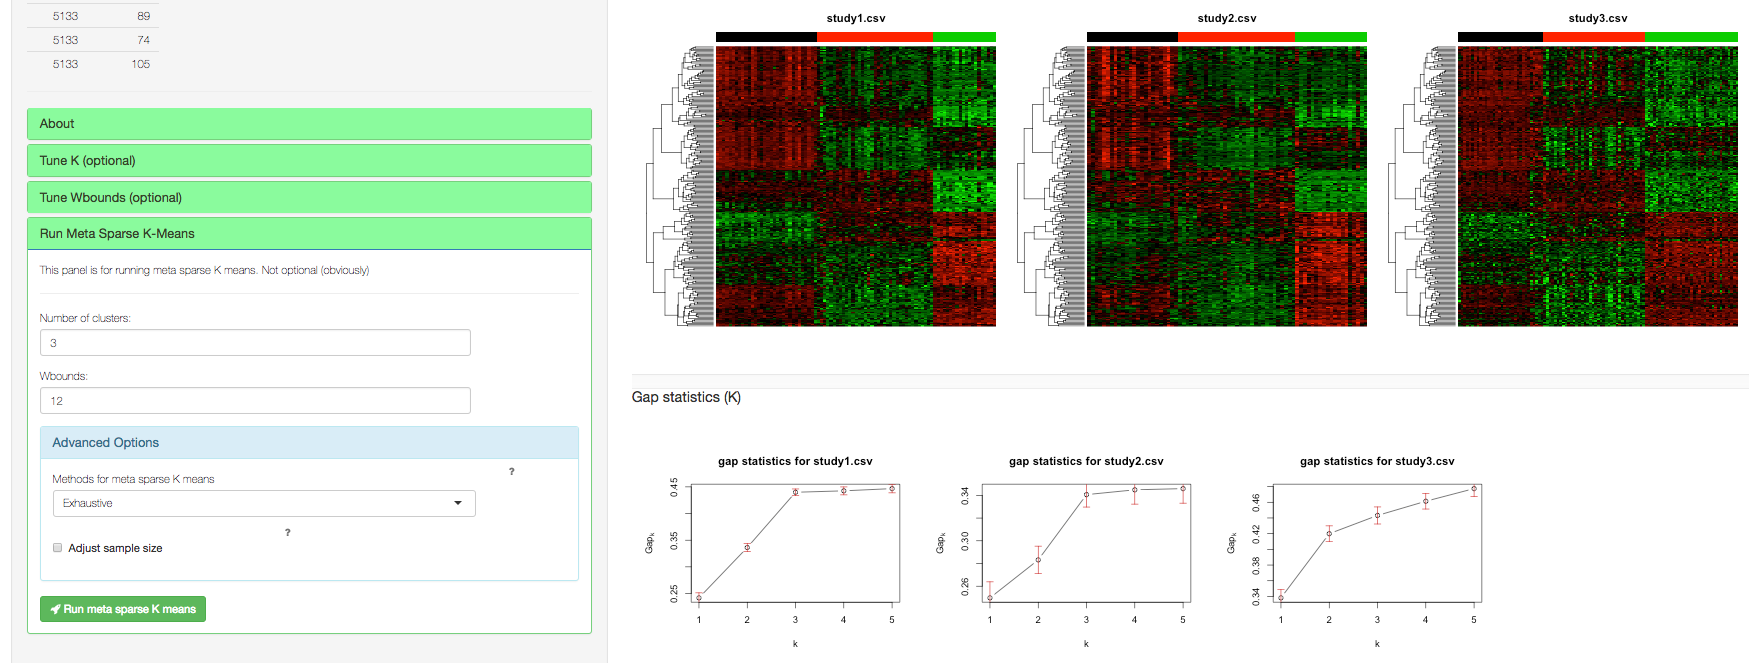 5133 89
5133 74
5133 105
About
Tune K (optional)
Tune Wbounds (optional)
Run Meta Sparse K-Means
This panel is for running meta sparse K means. Not optional (obviously)
Number of clusters:
3
Wbounds:
12
Advanced Options
?
Methods for meta sparse K means
Exhaustive
?
Adjust sample size
Run meta sparse K means
study1.csv
study2.csv
study3.csv
Gap statistics (K)
gap statistics for study1.csv
Gapk
0.25 0.35 0.45
1 2 3 4 5
k
gap statistics for study2.csv
Gapk
0.26 0.30 0.34
1 2 3 4 5
k
gap statistics for study3.csv
Gapk
0.34 0.38 0.42 0.46
1 2 3 4 5
k